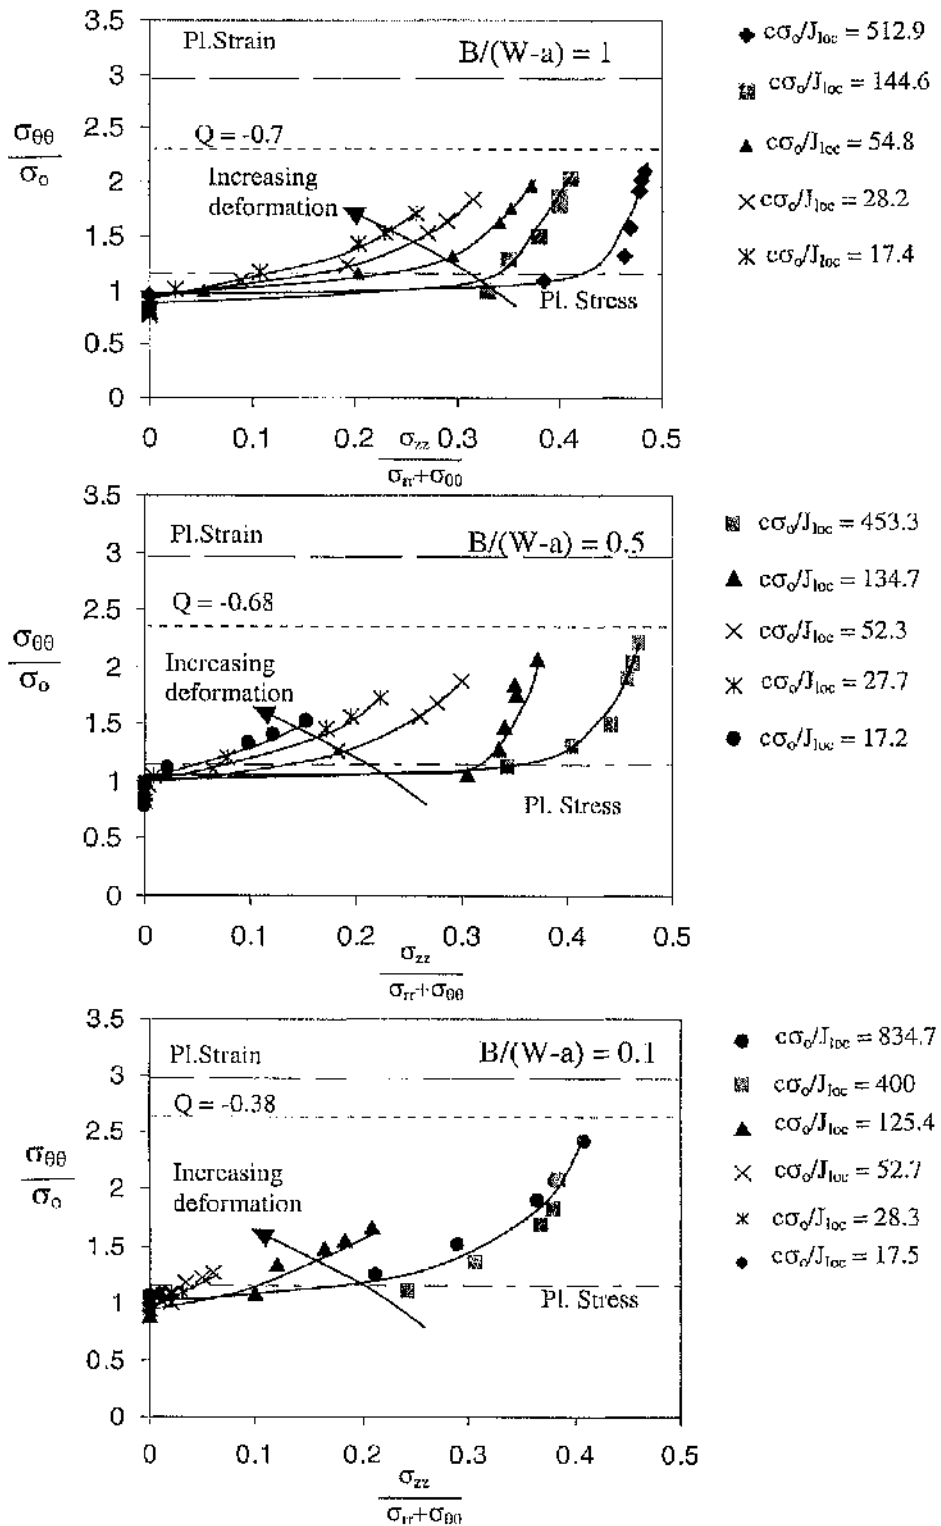 3.5
Pl.Strain
B/(W-a) = 1
3
2.5
Q = -0.7
σθθ
σo
2
Increasing
deformation
1.5
1
Pl. Stress
0.5
0
0 0.1 0.2 0.3 0.4 0.5
σzz
σrr+σθθ
cσo/Jloc = 512.9
cσo/Jloc = 144.6
cσo/Jloc = 54.8
cσo/Jloc = 28.2
cσo/Jloc = 17.4
3.5
Pl.Strain
B/(W-a) = 0.5
3
2.5
Q = -0.68
σθθ
σo
2
Increasing
deformation
1.5
1
Pl. Stress
0.5
0
0 0.1 0.2 0.3 0.4 0.5
σzz
σrr+σθθ
cσo/Jloc = 453.3
cσo/Jloc = 134.7
cσo/Jloc = 52.3
cσo/Jloc = 27.7
cσo/Jloc = 17.2
3.5
Pl.Strain
B/(W-a) = 0.1
3
Q = -0.38
2.5
σθθ
σo
2
Increasing
deformation
1.5
1
Pl. Stress
0.5
0
0 0.1 0.2 0.3 0.4 0.5
σzz
σrr+σθθ
cσo/Jloc = 834.7
cσo/Jloc = 400
cσo/Jloc = 125.4
cσo/Jloc = 52.7
cσo/Jloc = 28.3
cσo/Jloc = 17.5